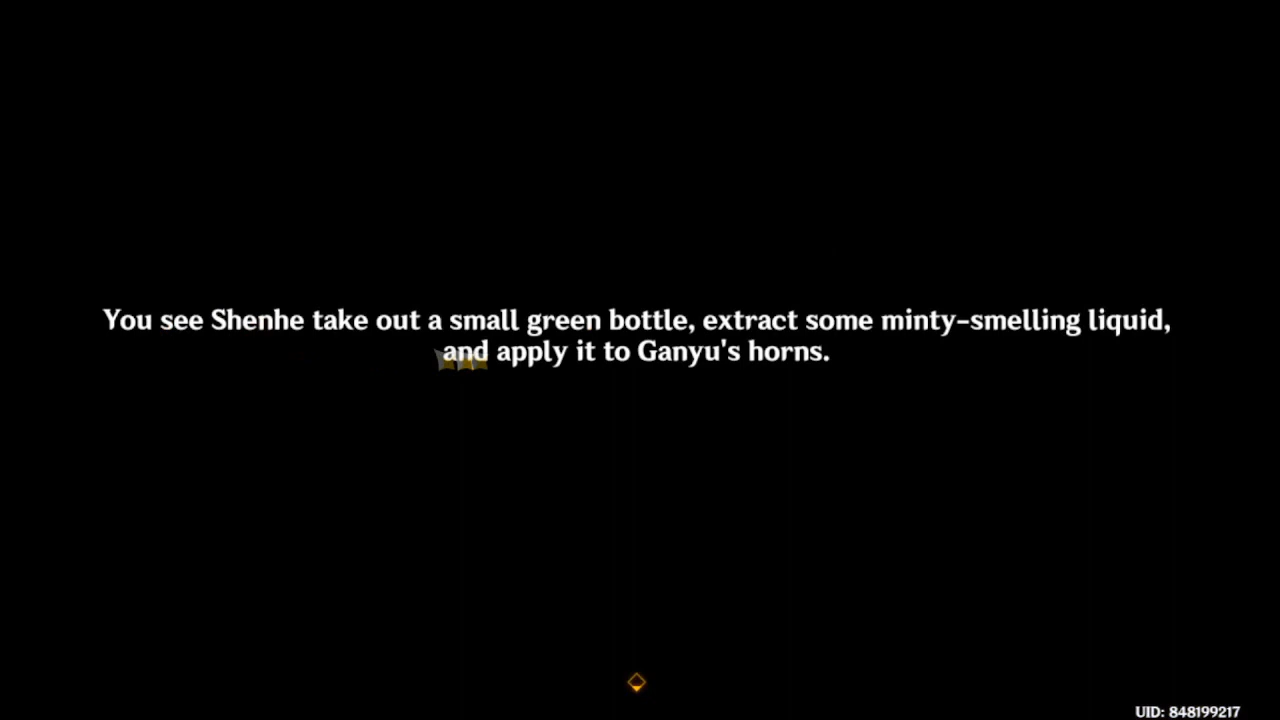 You see Shenhe take out a small green bottle, extract some minty-smelling liquid,
and apply it to Ganyu's horns.
UID: 848199217